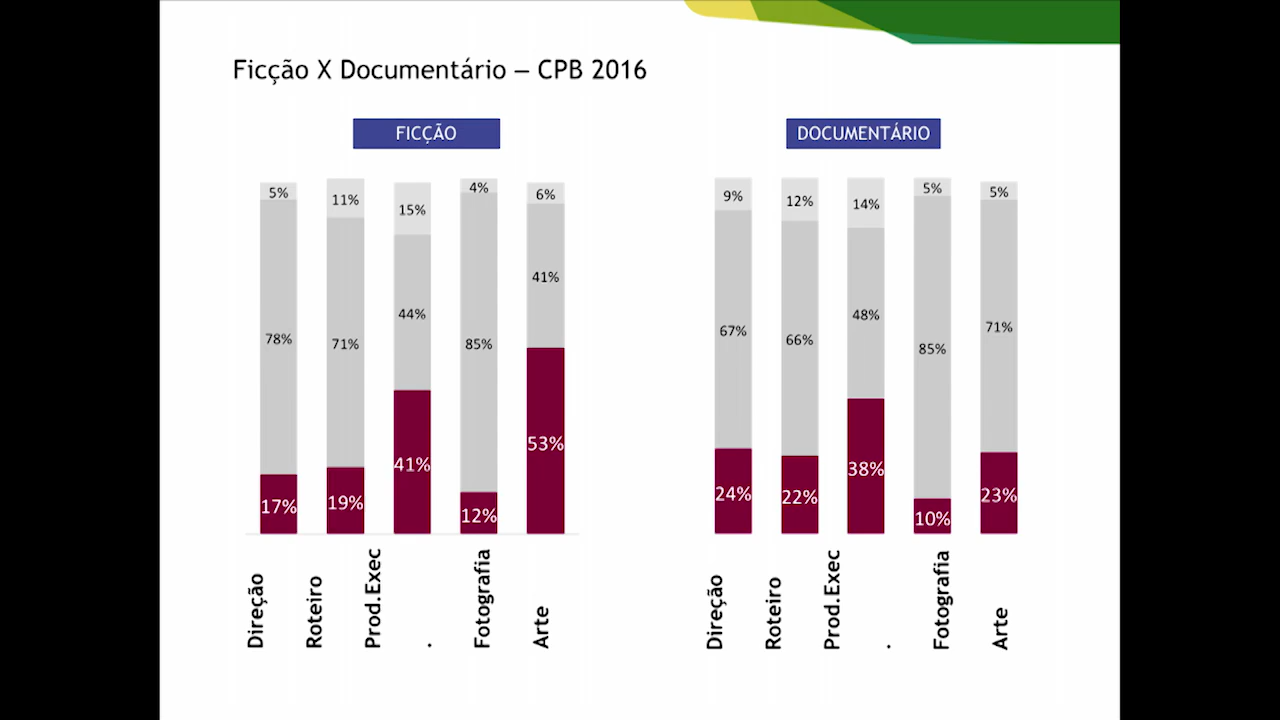 Ficção X Documentário – CPB 2016
FICÇÃO
5%
11%
15%
4%
6%
78%
71%
44%
85%
41%
17%
19%
41%
12%
53%
Direção
Roteiro
Prod.Exec
.
Fotografia
Arte
DOCUMENTÁRIO
9%
12%
14%
5%
5%
67%
66%
48%
85%
71%
24%
22%
38%
10%
23%
Direção
Roteiro
Prod.Exec
.
Fotografia
Arte